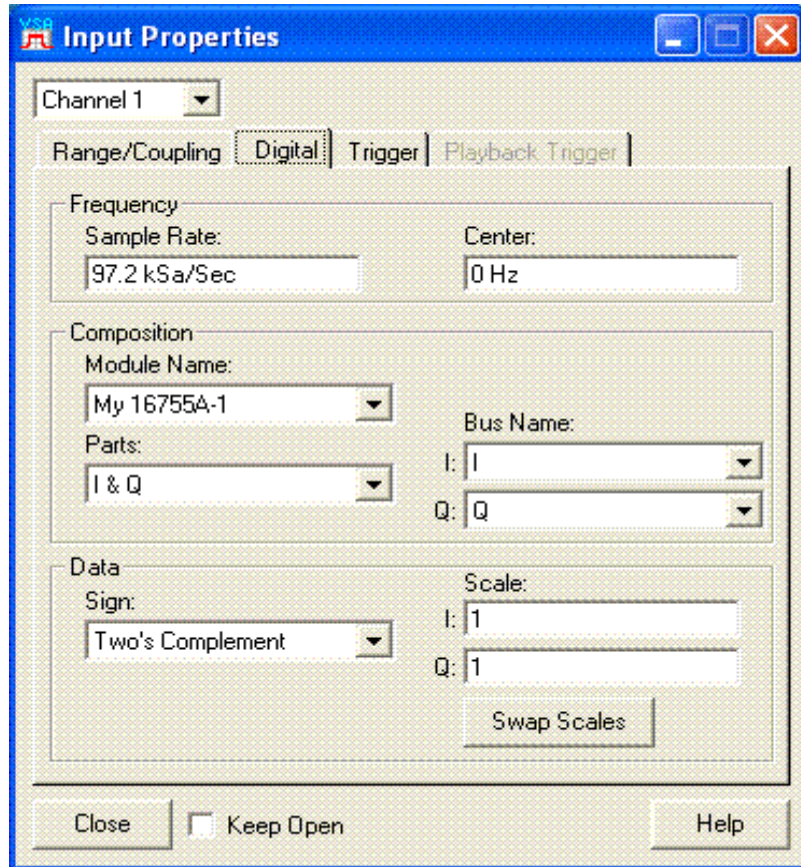 VSA
Input Properties
Channel 1
Range/Coupling Digital Trigger Playback Trigger
Frequency
Sample Rate: Center:
97.2 kSa/Sec 0 Hz
Composition
Module Name:
My 16755A-1
Bus Name:
Parts:
I: I
I & Q
Q: Q
Data
Scale:
Sign:
I: 1
Two's Complement
Q: 1
Swap Scales
Close Keep Open Help